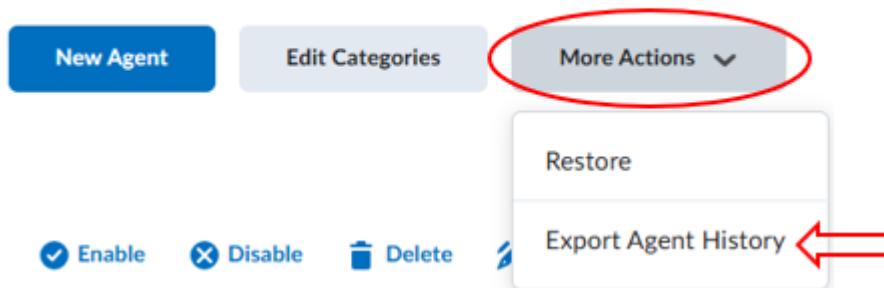 New Agent
Edit Categories
More Actions
Restore
Export Agent History
Enable
Disable
Delete